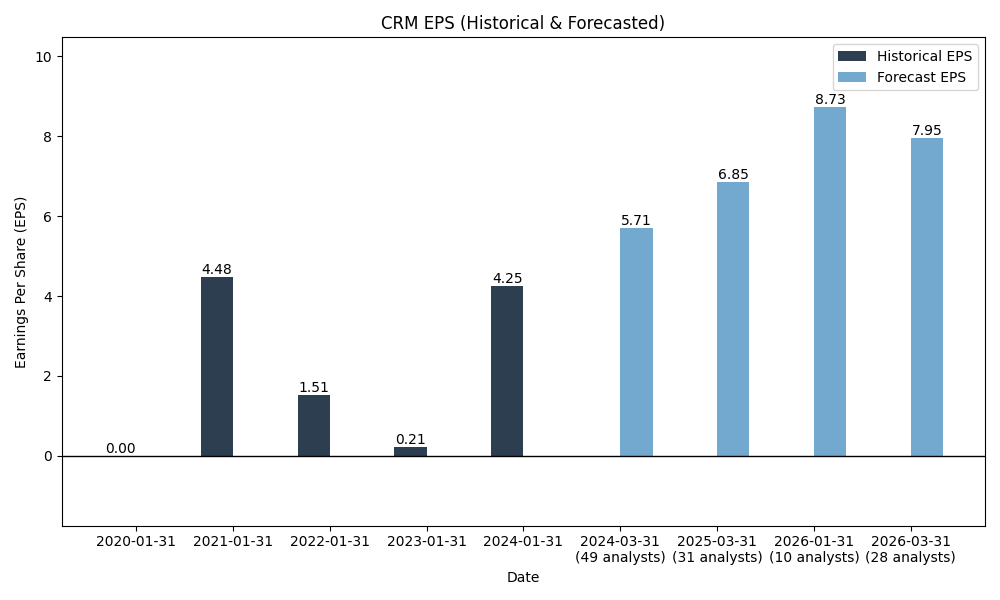 CRM EPS (Historical & Forecasted)
Historical EPS
Forecast EPS
Earnings Per Share (EPS)
10
8
6
4
2
0
0.00
4.48
1.51
0.21
4.25
5.71
6.85
8.73
7.95
2020-01-31
2021-01-31
2022-01-31
2023-01-31
2024-01-31
2024-03-31
(49 analysts)
2025-03-31
(31 analysts)
2026-01-31
(10 analysts)
2026-03-31
(28 analysts)
Date